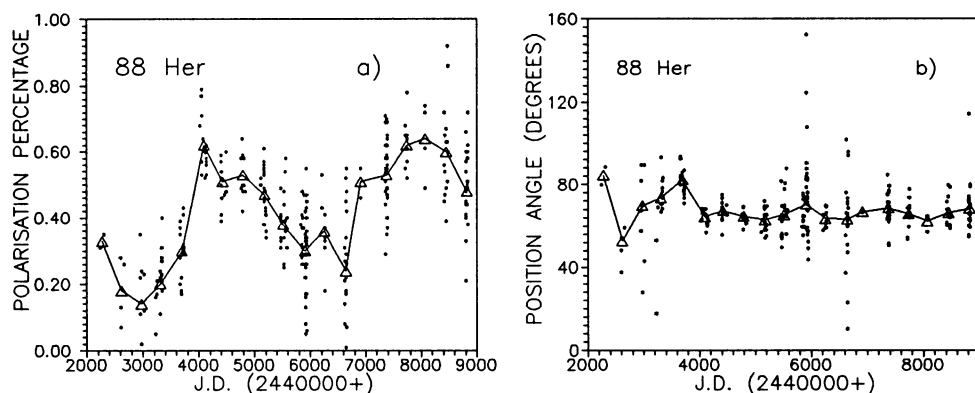 POLARISATION PERCENTAGE
1.00
0.80
0.60
0.40
0.20
0.00
88 Her
a)
2000 3000 4000 5000 6000 7000 8000 9000
J.D. (2440000+)
POSITION ANGLE (DEGREES)
160
120
80
40
0
88 Her
b)
2000 4000 6000 8000
J.D. (2440000+)